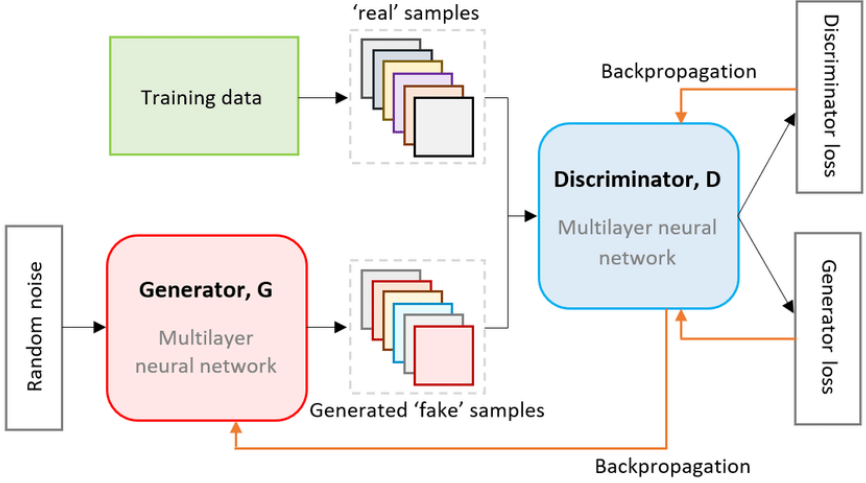 'real' samples
Training data
Backpropagation
Discriminator loss
Discriminator, D
Multilayer neural
network
Random noise
Generator, G
Multilayer
neural network
Generated 'fake' samples
Generator loss
Backpropagation